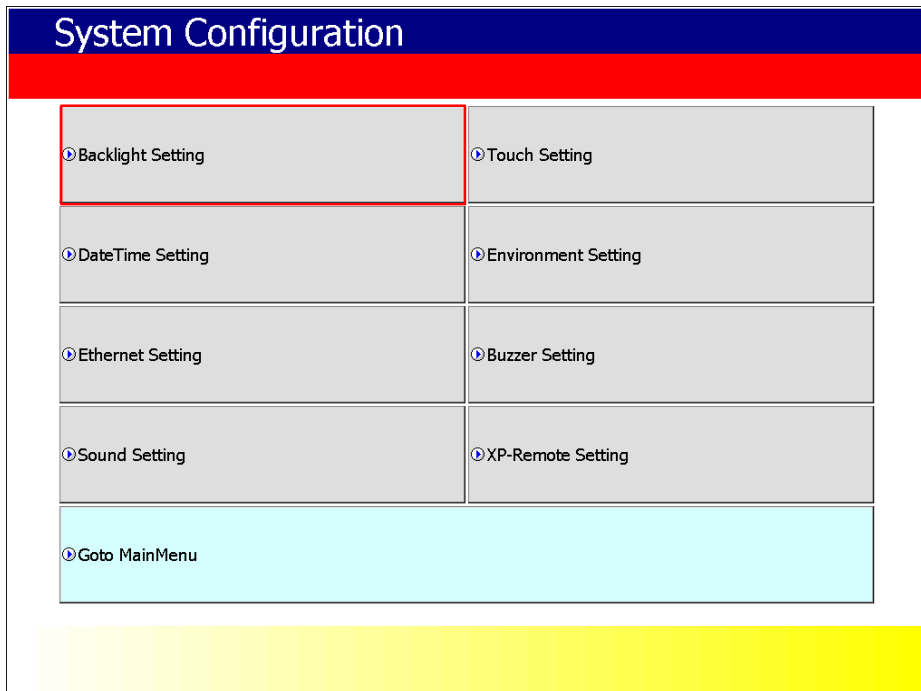 System Configuration
Backlight Setting
Touch Setting
DateTime Setting
Environment Setting
Ethernet Setting
Buzzer Setting
Sound Setting
XP-Remote Setting
Goto MainMenu